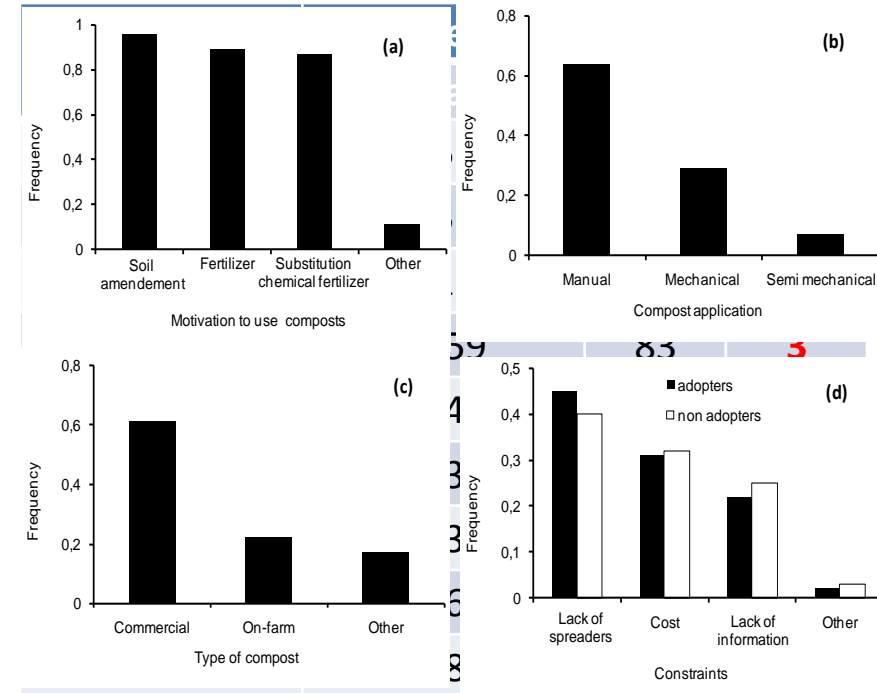 (a)
1
0,8
0,6
0,4
0,2
0
Frequency
Soil amendement
Fertilizer
Substitution chemical fertilizer
Other
Motivation to use composts
(b)
0,8
0,6
0,4
0,2
0
Frequency
Manual
Mechanical
Semi mechanical
Compost application
59 83 3
(c)
0,8
0,6
0,4
0,2
0
Frequency
Commercial
On-farm
Other
Type of compost
(d)
adopters
non adopters
0,5
0,4
0,3
0,2
0,1
0
Frequency
Lack of spreaders
Cost
Lack of information
Other
Constraints